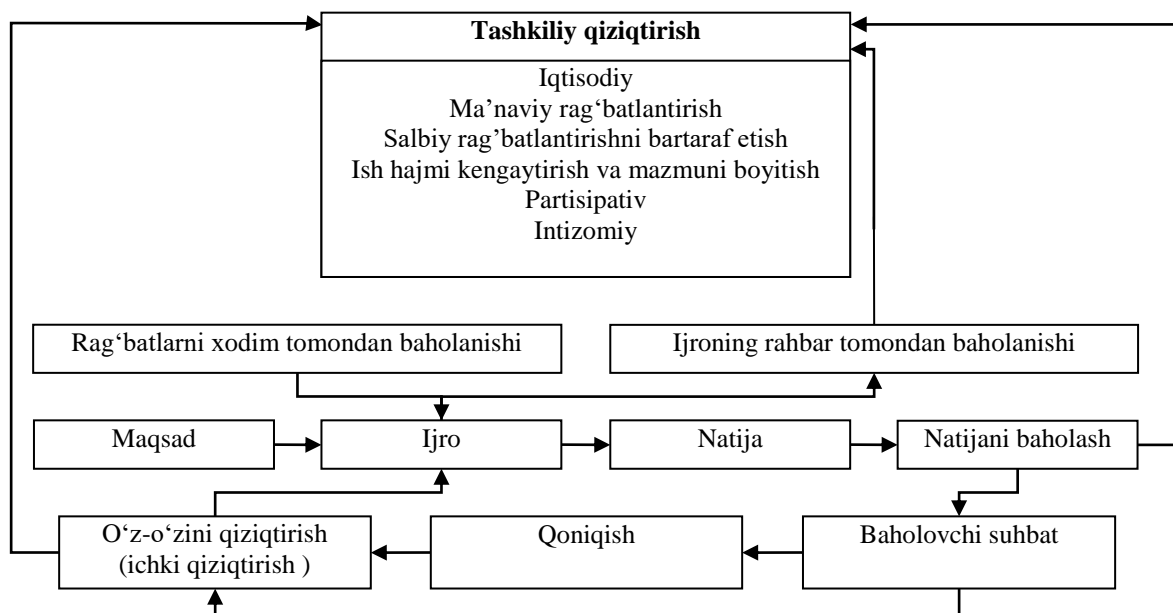 Tashkiliy qiziqtirish
Iqtisodiy
Ma’naviy rag‘batlantirish
Salbiy rag’batlantirishni bartaraf etish
Ish hajmi kengaytirish va mazmuni boyitish
Partisipativ
Intizomiy
Rag‘batlarni xodim tomondan baholanishi
Ijroning rahbar tomondan baholanishi
Maqsad
Ijro
Natija
Natijani baholash
O‘z-o‘zini qiziqtirish
(ichki qiziqtirish )
Qoniqish
Baholovchi suhbat